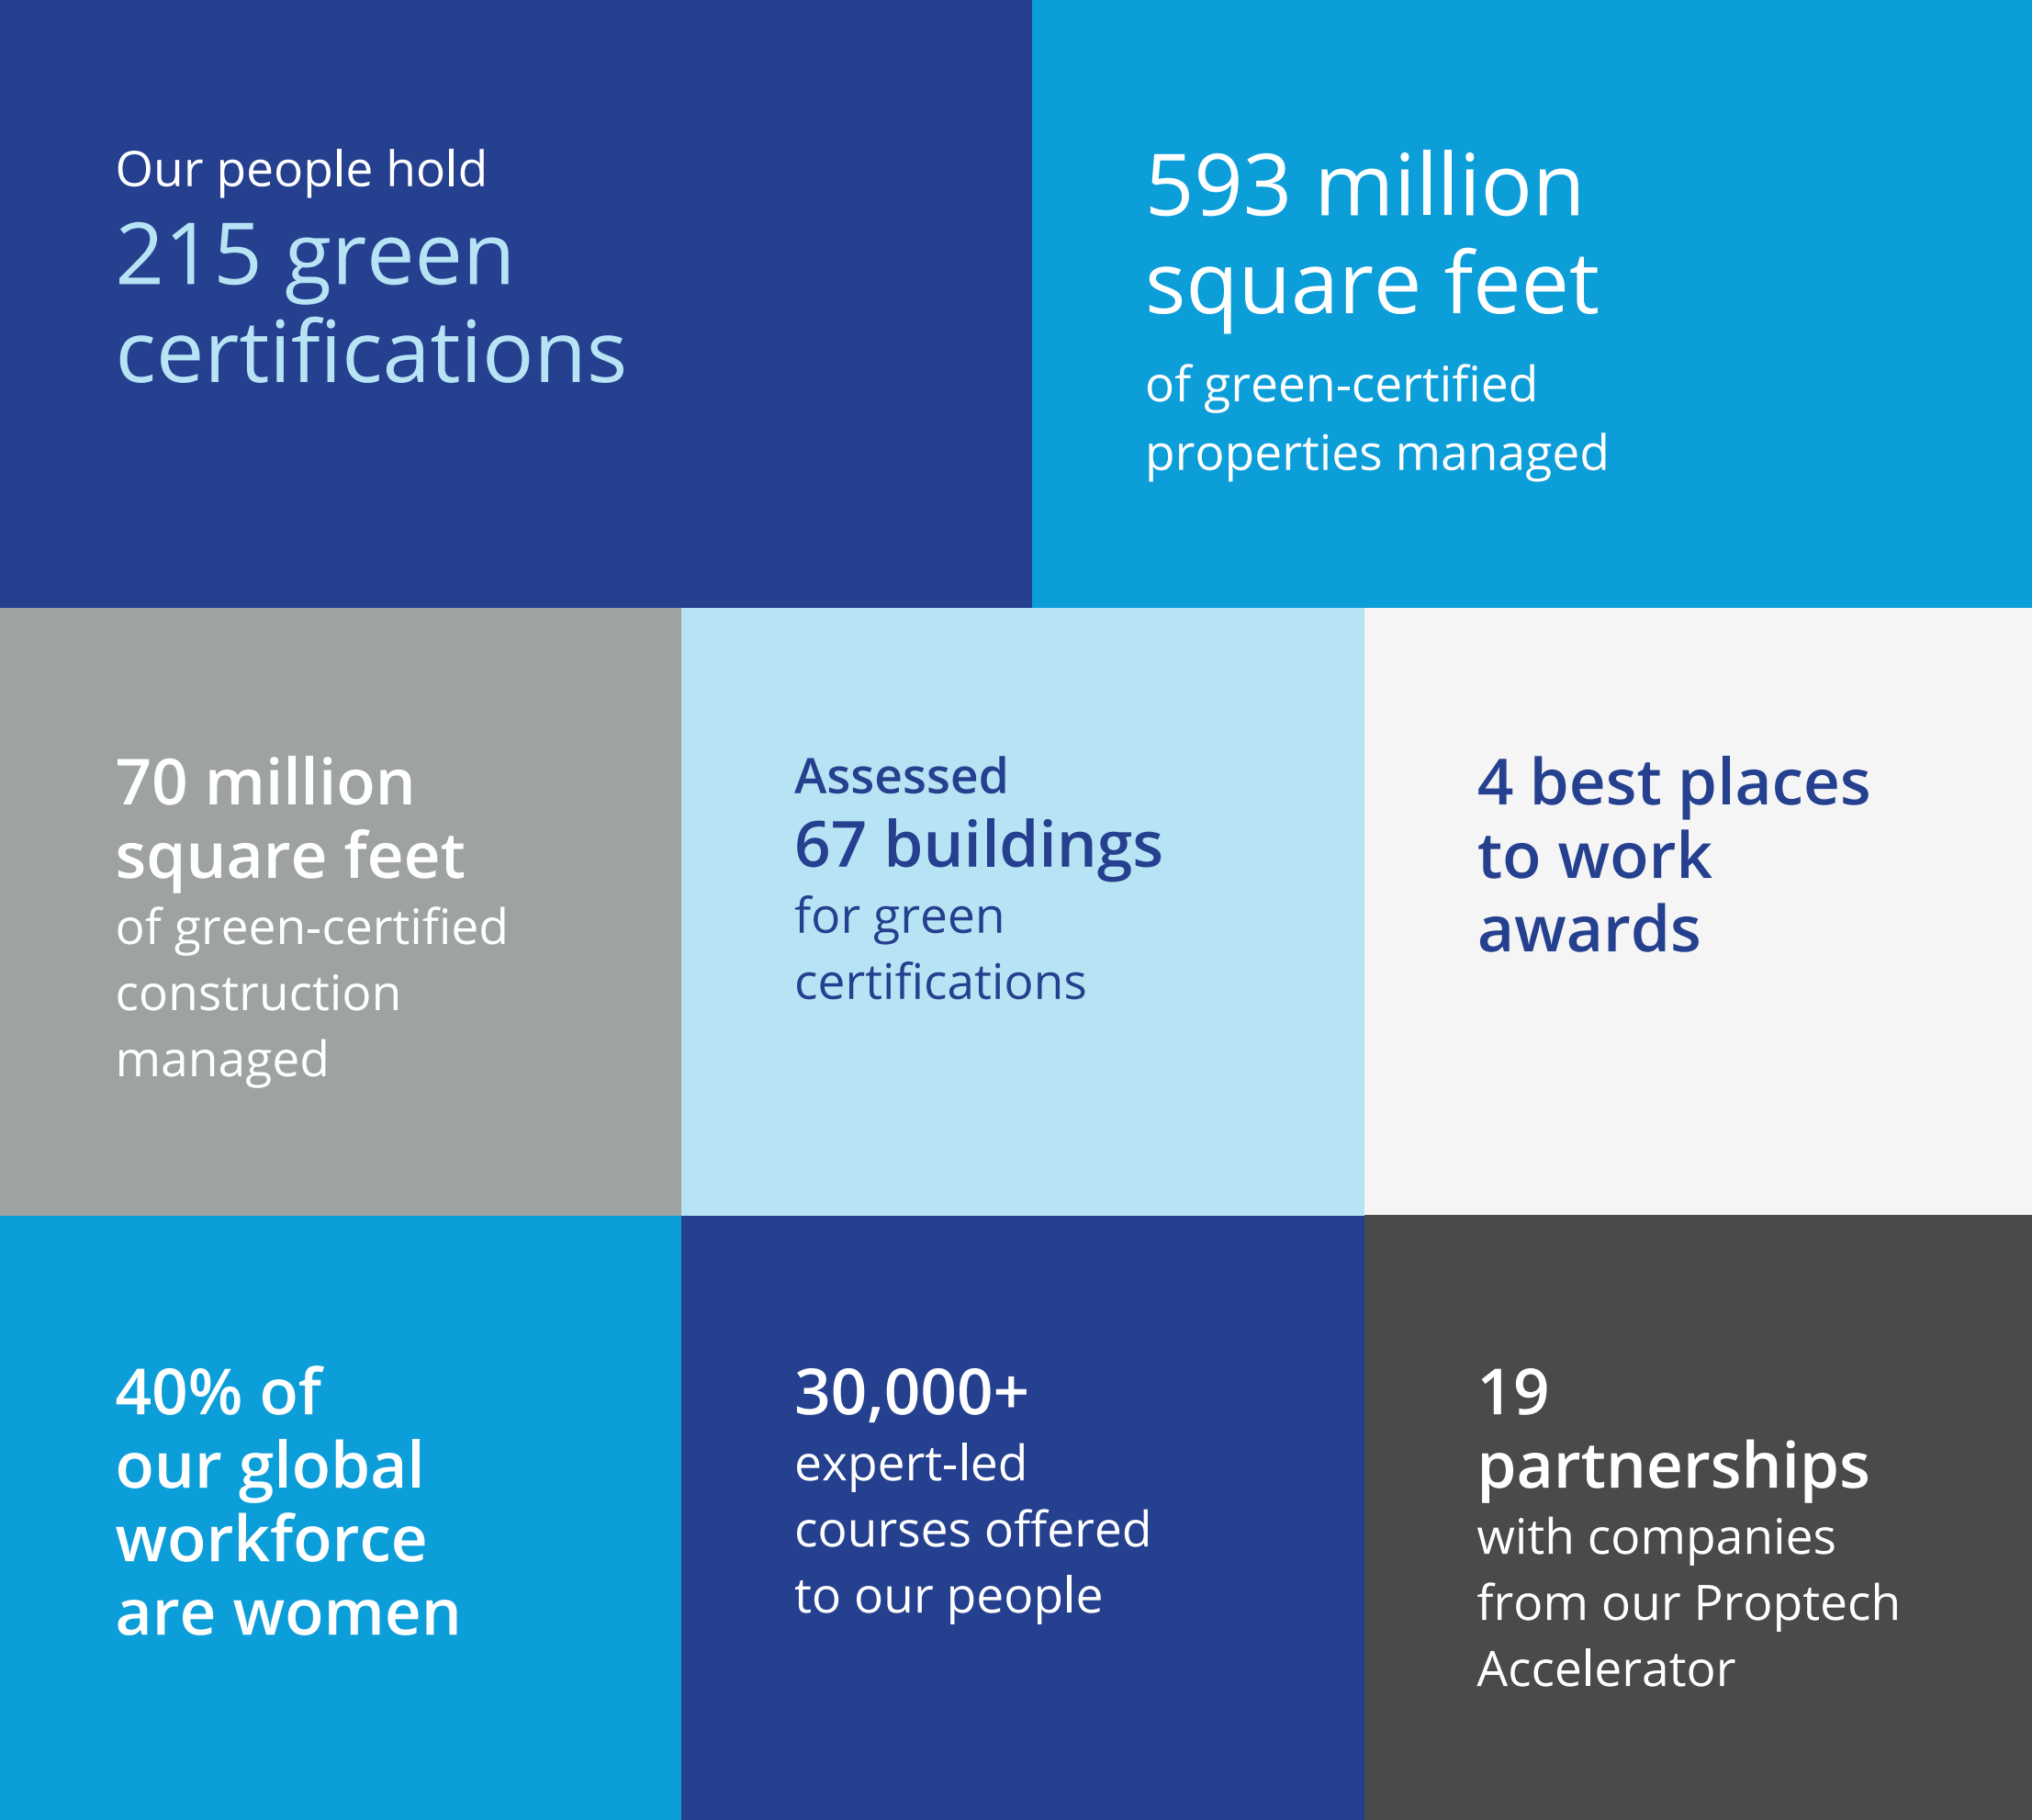 Our people hold
215 green
certifications
593 million
square feet
of green-certified
properties managed
70 million
square feet
of green-certified
construction
managed
Assessed
67 buildings
for green
certifications
4 best places
to work
awards
40% of
our global
workforce
are women
30,000+
expert-led
courses offered
to our people
19
partnerships
with companies
from our Proptech
Accelerator